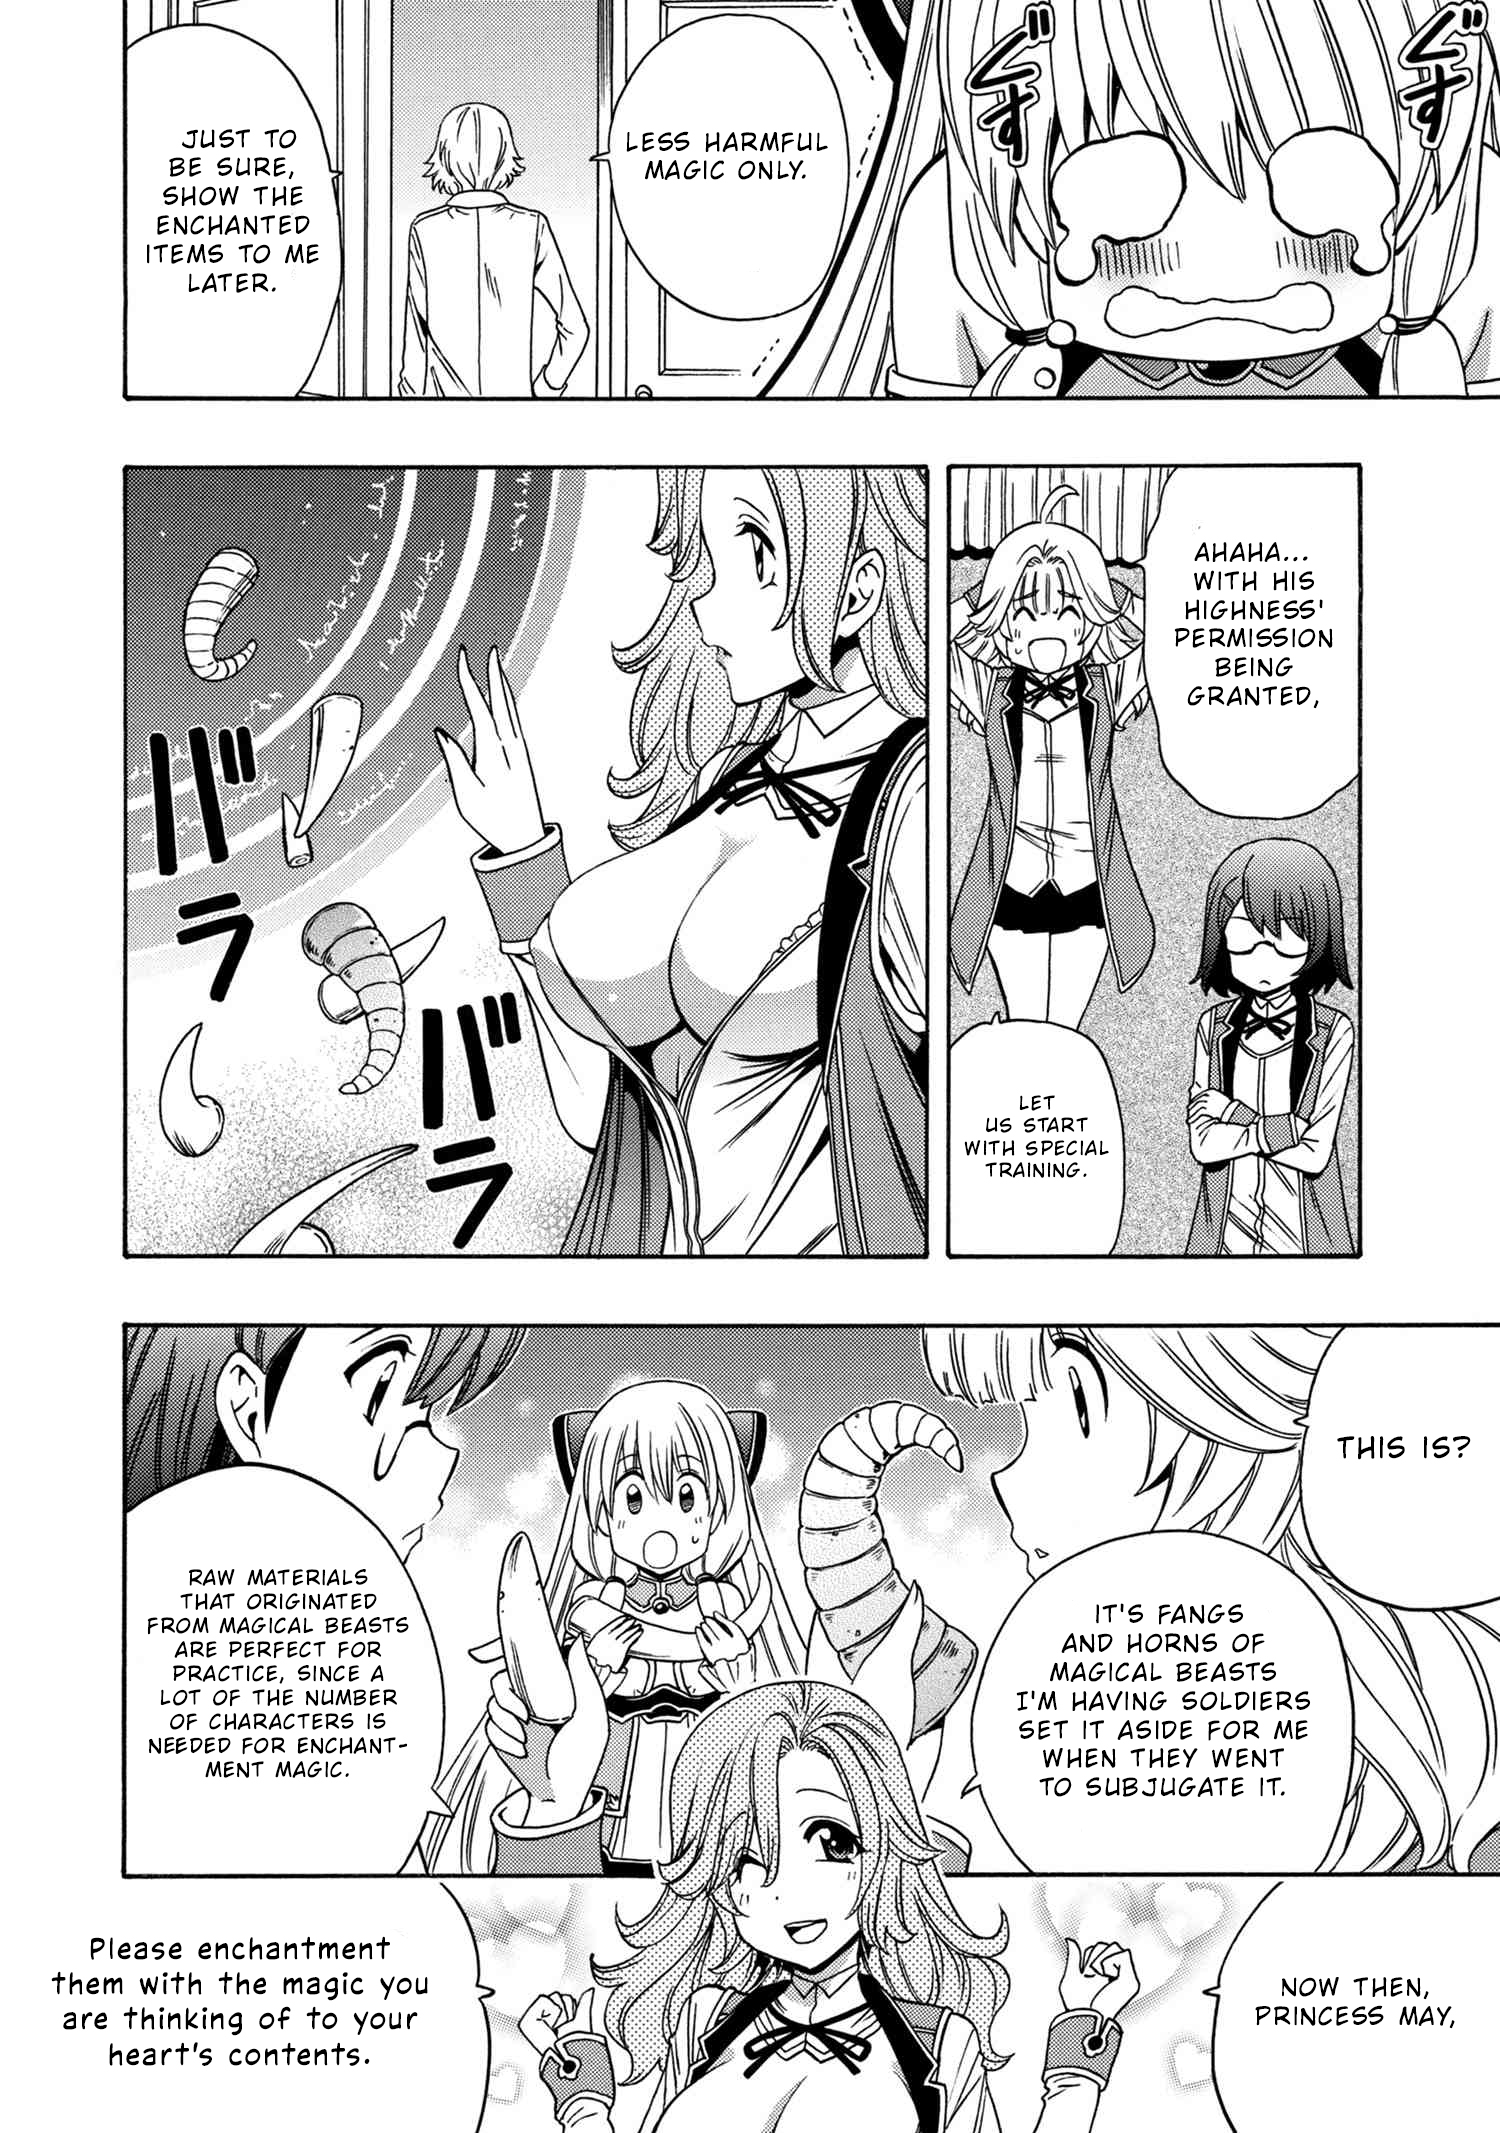 ぐす
ぐす
LESS HARMFUL
MAGIC ONLY.
JUST TO
BE SURE,
SHOW THE
ENCHANTED
ITEMS TO ME
LATER.
AHAHA...
WITH HIS
HIGHNESS'
PERMISSION
BEING
GRANTED,
LET
US START
WITH SPECIAL
TRAINING.
バラ
バラ
THIS IS?
IT'S FANGS
AND HORNS OF
MAGICAL BEASTS
I'M HAVING SOLDIERS
SET IT ASIDE FOR ME
WHEN THEY WENT
TO SUBJUGATE IT.
RAW MATERIALS
THAT ORIGINATED
FROM MAGICAL BEASTS
ARE PERFECT FOR
PRACTICE, SINCE A
LOT OF THE NUMBER
OF CHARACTERS IS
NEEDED FOR ENCHANT-
MENT MAGIC.
NOW THEN,
PRINCESS MAY,
Please enchantment
them with the magic you
are thinking of to your
heart's contents.